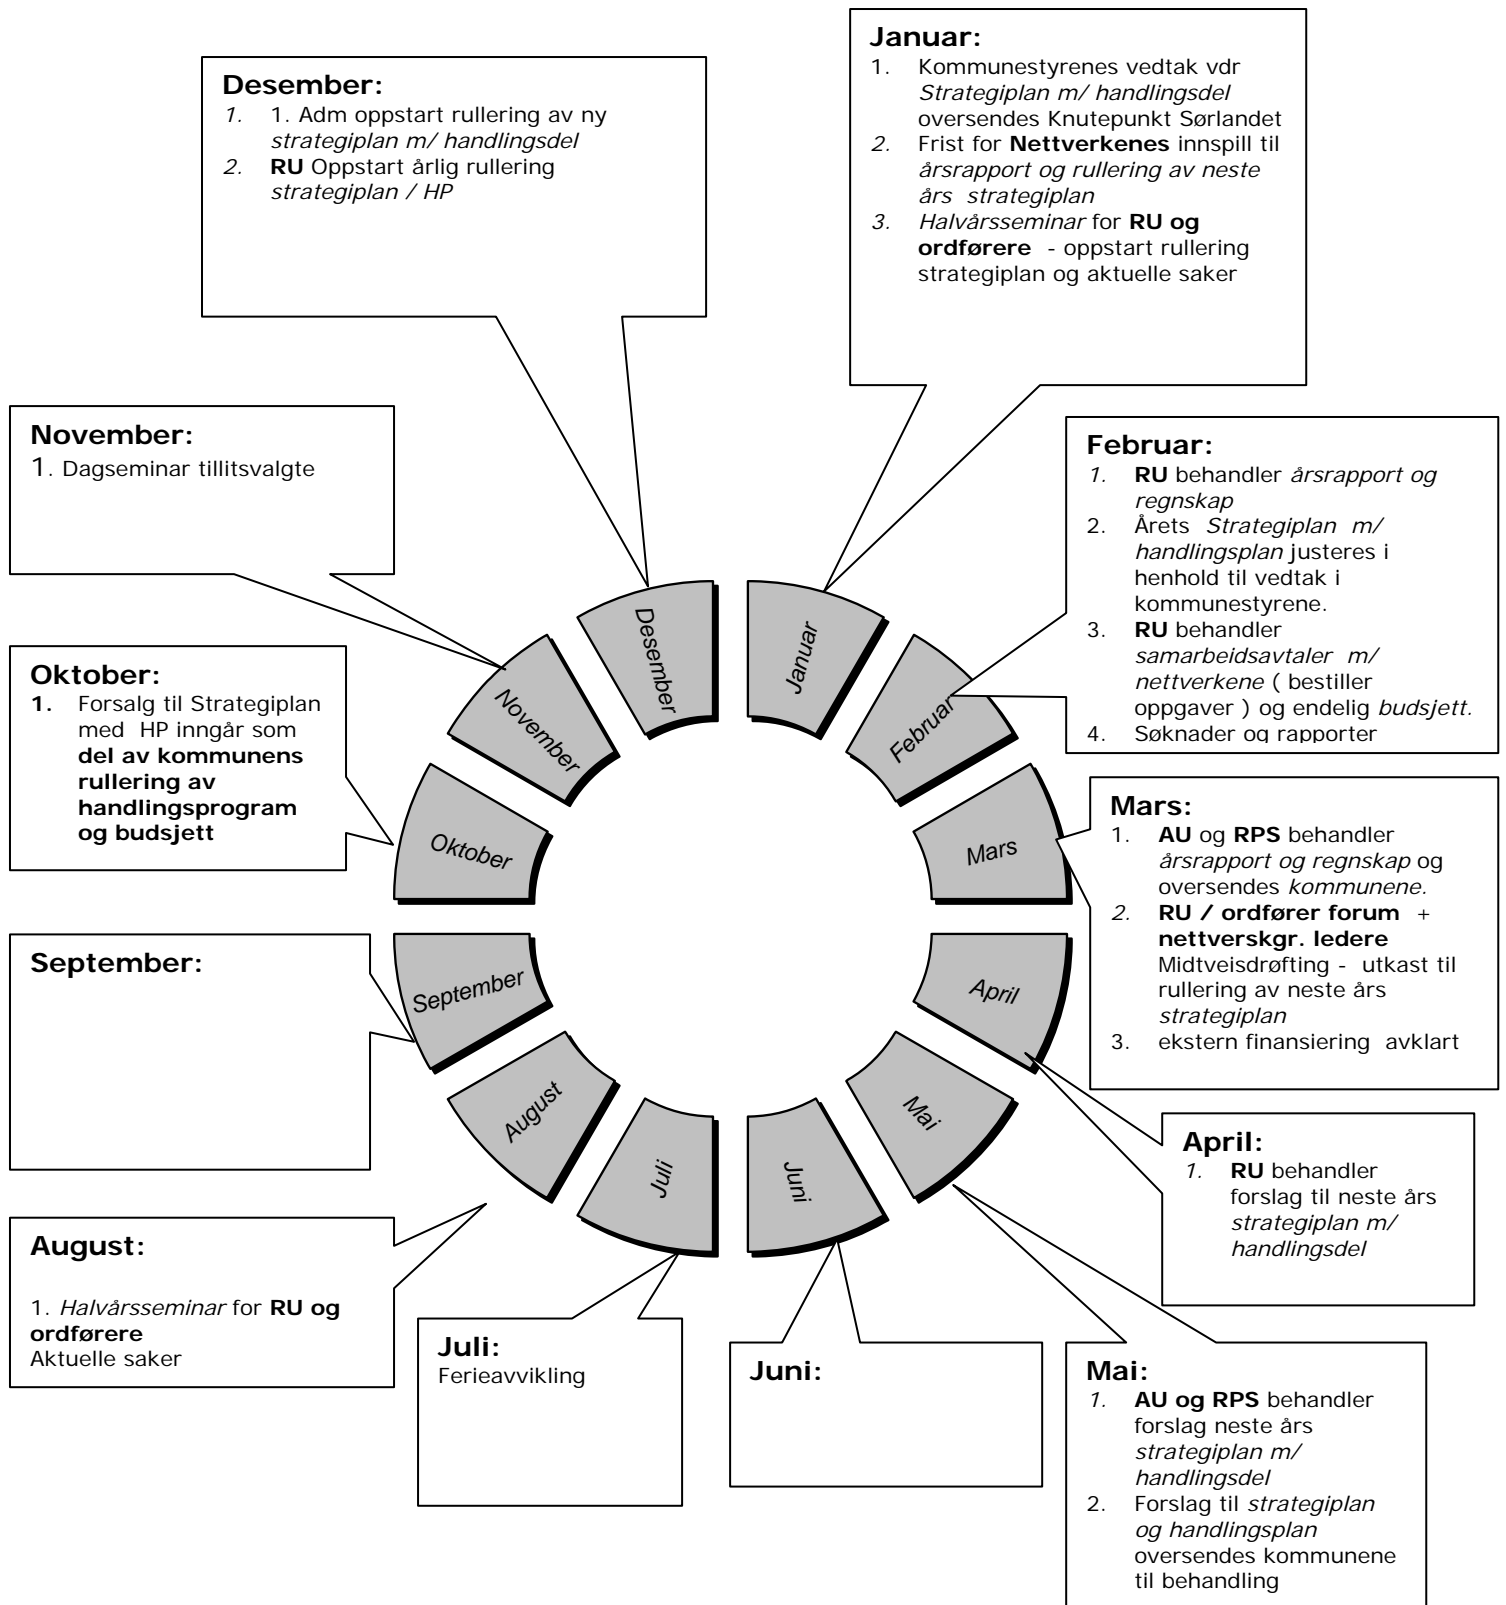 Januar:
1. Kommunestyrenes vedtak vdr
Strategiplan m/ handlingsdel
oversendes Knutepunkt Sørlandet
2. Frist for Nettverkenes innspill til
årsrapport og rullering av neste
års strategiplan
3. Halvårsseminar for RU og
ordførere - oppstart rullering
strategiplan og aktuelle saker
Desember:
1. 1. Adm oppstart rullering av ny
strategiplan m/ handlingsdel
2. RU Oppstart årlig rullering
strategiplan / HP
November:
1. Dagseminar tillitsvalgte
Februar:
1. RU behandler årsrapport og
regnskap
2. Årets Strategiplan m/
handlingsplan justeres i
henhold til vedtak i
kommunestyrene.
3. RU behandler
samarbeidsavtaler m/
nettverkene ( bestiller
oppgaver ) og endelig budsjett.
4. Søknader og rapporter
Oktober:
1. Forsalg til Strategiplan
med HP inngår som
del av kommunens
rullering av
handlingsprogram
og budsjett
Mars:
1. AU og RPS behandler
årsrapport og regnskap og
oversendes kommunene.
2. RU / ordfører forum +
nettverskgr. ledere
Midtveisdrøfting - utkast til
rullering av neste års
strategiplan
3. ekstern finansiering avklart
September:
April:
1. RU behandler
forslag til neste års
strategiplan m/
handlingsdel
August:
1. Halvårsseminar for RU og
ordførere
Aktuelle saker
Juli:
Ferieavvikling
Juni:
Mai:
1. AU og RPS behandler
forslag neste års
strategiplan m/
handlingsdel
2. Forslag til strategiplan
og handlingsplan
oversendes kommunene
til behandling
Januar
Februar
Mars
April
Mai
Juni
Juli
August
September
Oktober
November
Desember